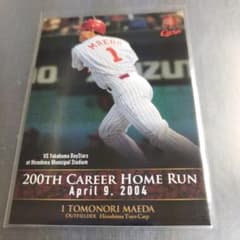 Carp
MAEDA
1
VS Yokohama BayStars
at Hiroshima Municipal Stadium
200TH CAREER HOME RUN
April 9, 2004
1 TOMONORI MAEDA
OUTFIELDER Hiroshima Toyo Carp